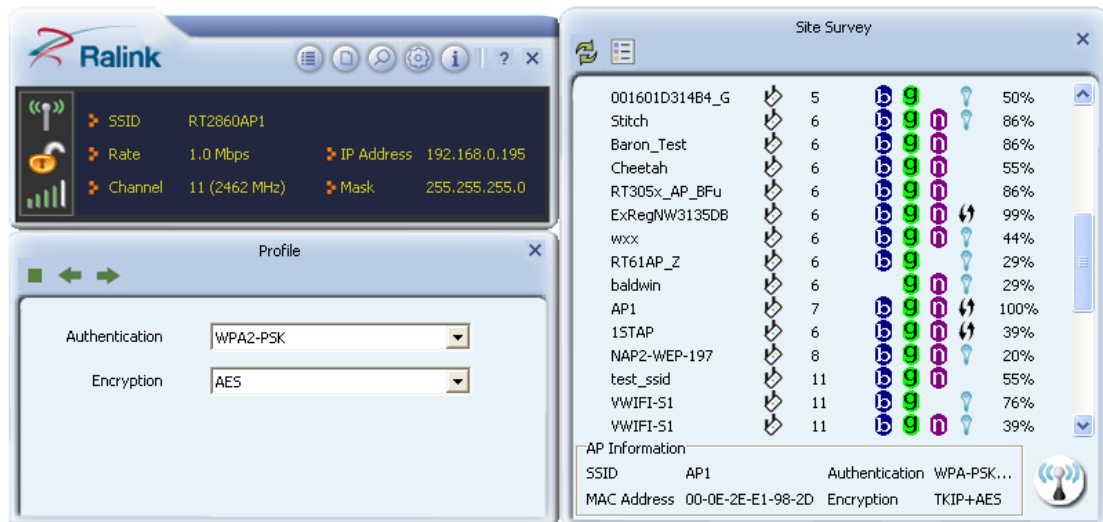 Ralink
? ×
SSID RT2860AP1
Rate 1.0 Mbps IP Address 192.168.0.195
Channel 11 (2462 MHz) Mask 255.255.255.0
Profile
Authentication WPA2-PSK
Encryption AES
Site Survey
001601D314B4_G 5 b g 50%
Stitch 6 b g n 86%
Baron_Test 6 b g n 86%
Cheetah 6 b g n 55%
RT305x_AP_BFu 6 b g n 86%
ExRegNW3135DB 6 b g n 99%
wxx 6 b g n 44%
RT61AP_Z 6 b g 29%
baldwin 6 g n 29%
AP1 7 b g n 100%
1STAP 6 b g n 39%
NAP2-WEP-197 8 b g n 20%
test_ssid 11 b g n 55%
VWIFI-S1 11 b g 76%
VWIFI-S1 11 b g n 39%
AP Information
SSID AP1 Authentication WPA-PSK...
MAC Address 00-0E-2E-E1-98-2D Encryption TKIP+AES